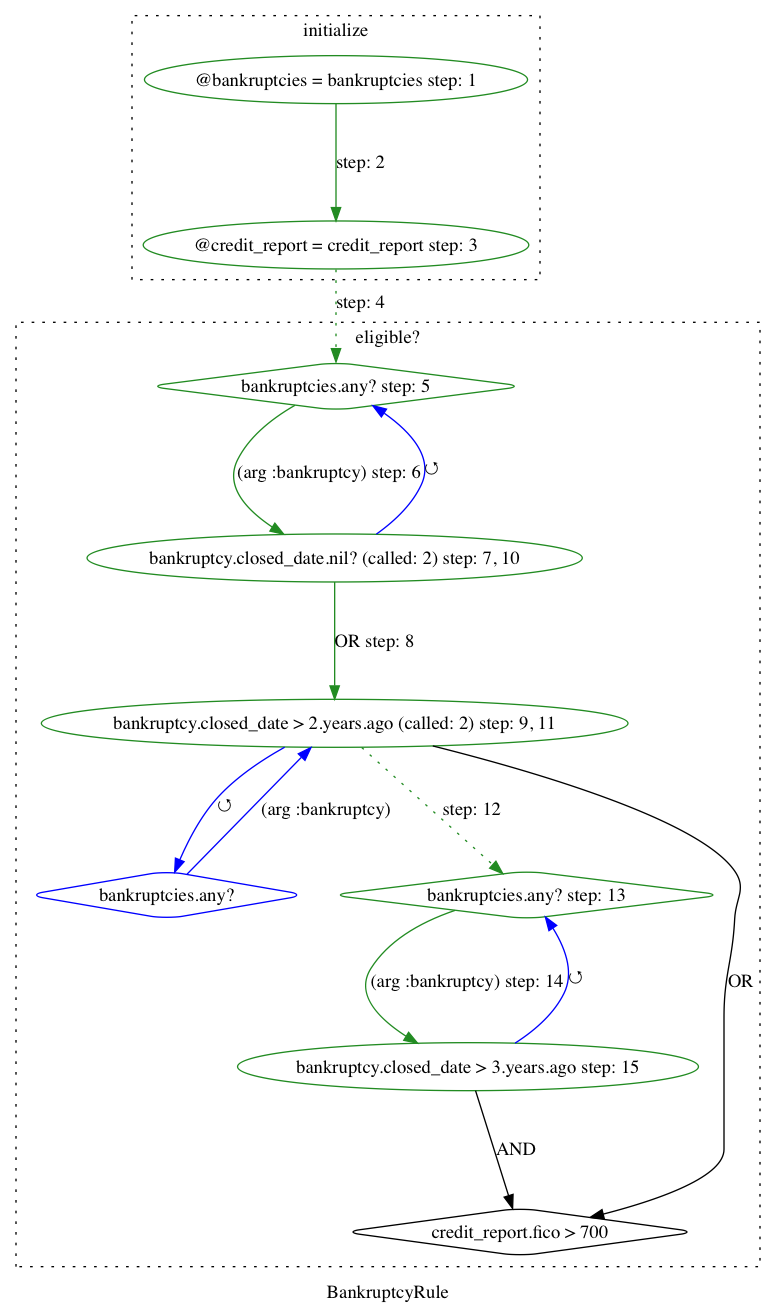 initialize
@bankruptcies = bankruptcies step: 1
step: 2
@credit_report = credit_report step: 3
step: 4
eligible?
bankruptcies.any? step: 5
(arg :bankruptcy) step: 6 ↺
bankruptcy.closed_date.nil? (called: 2) step: 7, 10
OR step: 8
bankruptcy.closed_date > 2.years.ago (called: 2) step: 9, 11
↺ (arg :bankruptcy) step: 12
bankruptcies.any? bankruptcies.any? step: 13
(arg :bankruptcy) step: 14 ↺ OR
bankruptcy.closed_date > 3.years.ago step: 15
AND
credit_report.fico > 700
BankruptcyRule